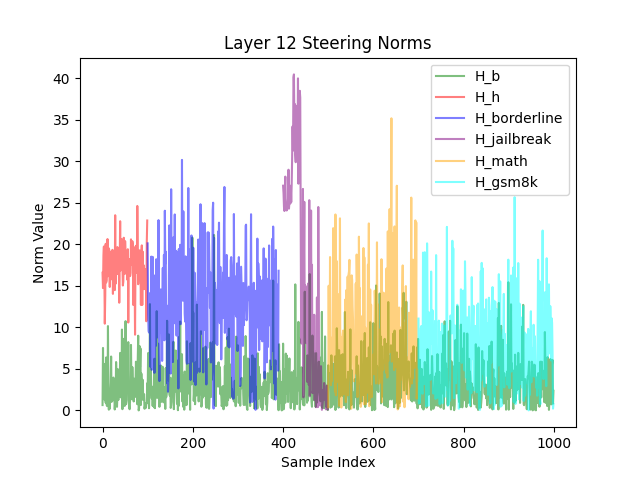 Layer 12 Steering Norms
Norm Value
40
35
30
25
20
15
10
5
0
H_b
H_h
H_borderline
H_jailbreak
H_math
H_gsm8k
0 200 400 600 800 1000
Sample Index